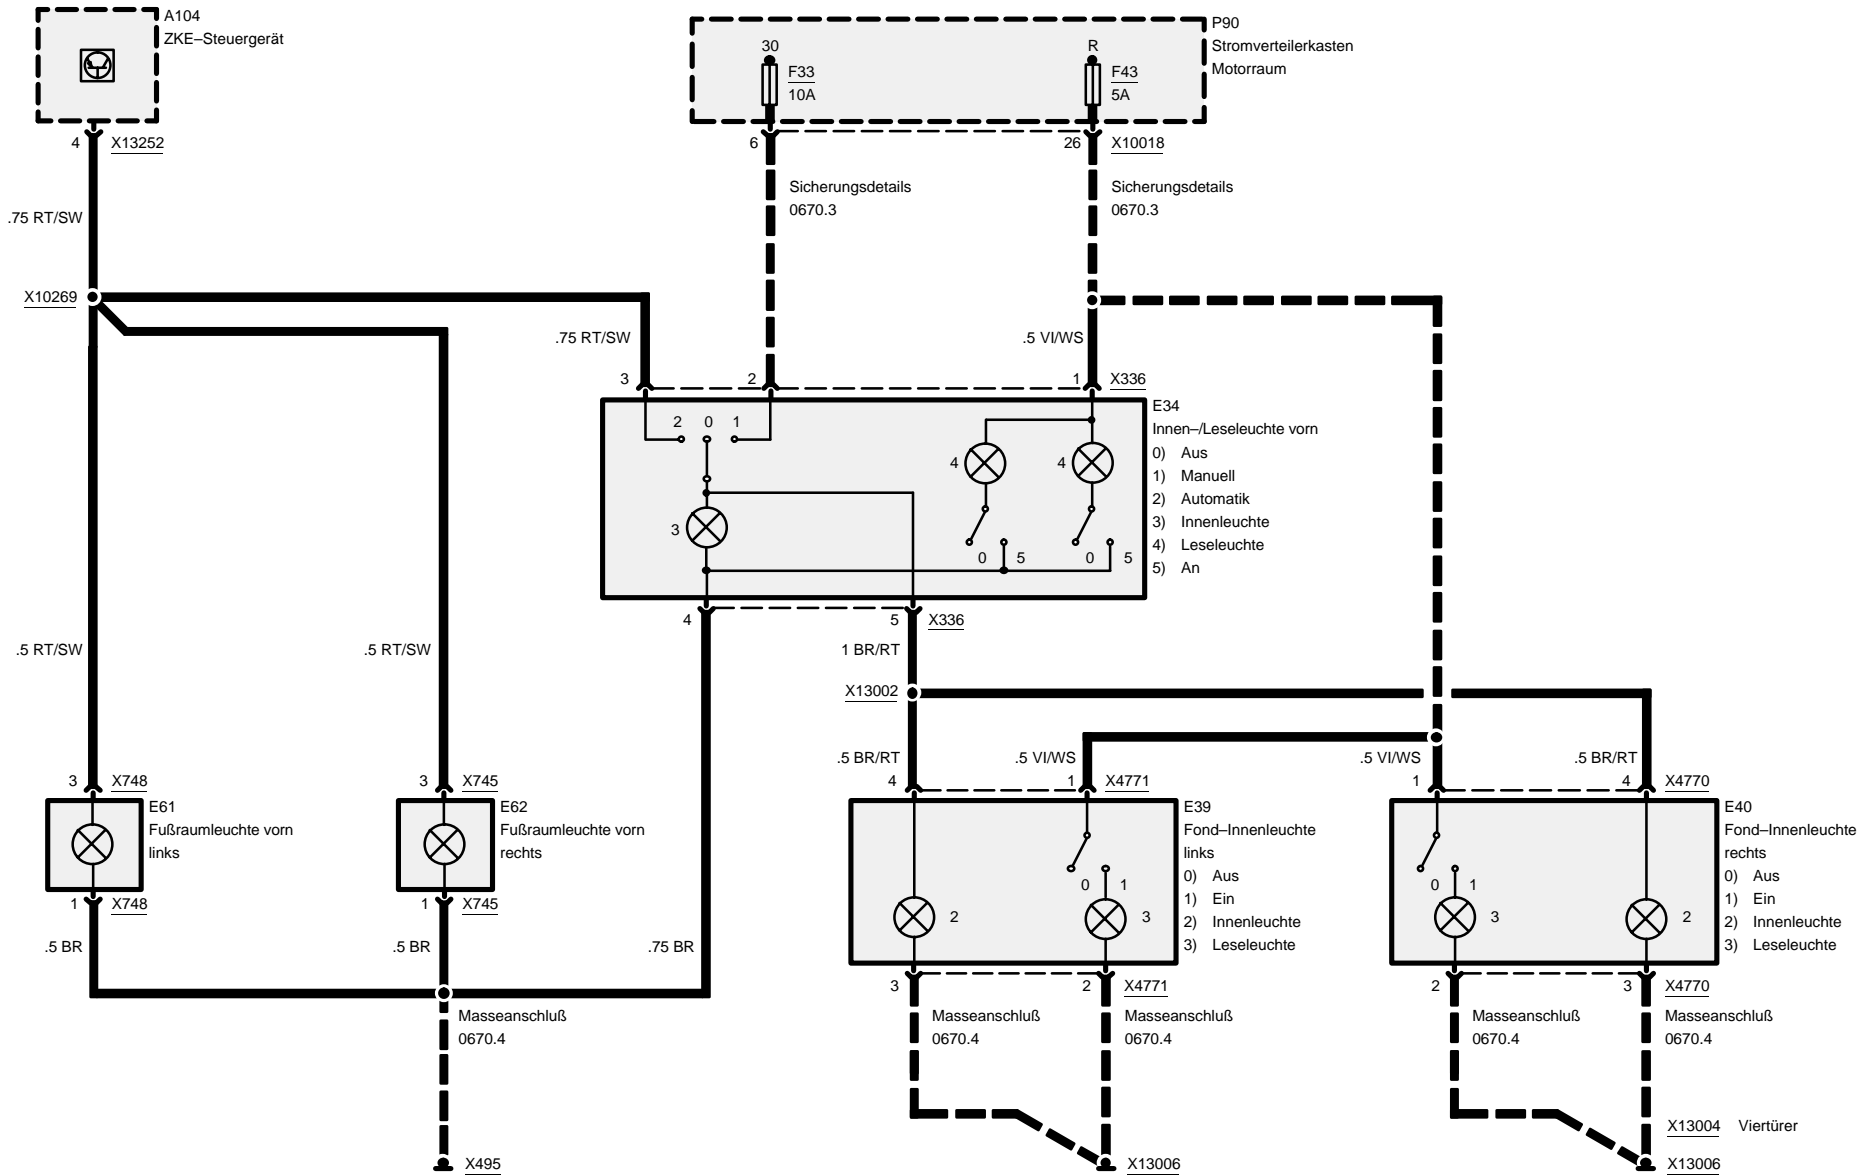 A104
ZKE–Steuergerät
4
X13252
.75 RT/SW
X10269
P90
Stromverteilerkasten
Motorraum
30
F33
10A
R
F43
5A
6
26
X10018
Sicherungsdetails
0670.3
Sicherungsdetails
0670.3
.75 RT/SW
.5 VI/WS
3
2
1
X336
E34
Innen–/Leseleuchte vorn
0) Aus
1) Manuell
2) Automatik
3) Innenleuchte
4) Leseleuchte
5) An
2 0 1
3
4
4
0 5
0 5
4
5
X336
.5 RT/SW
.5 RT/SW
1 BR/RT
X13002
.5 BR/RT
.5 VI/WS
.5 VI/WS
.5 BR/RT
3
X748
3
X745
4
1
X4771
1
4
X4770
E61
Fußraumleuchte vorn
links
E62
Fußraumleuchte vorn
rechts
E39
Fond–Innenleuchte
links
0) Aus
1) Ein
2) Innenleuchte
3) Leseleuchte
0 1
2
3
E40
Fond–Innenleuchte
rechts
0) Aus
1) Ein
2) Innenleuchte
3) Leseleuchte
0 1
3
2
1
X748
1
X745
.5 BR
.5 BR
.75 BR
3
2
X4771
2
3
X4770
Masseanschluß
0670.4
Masseanschluß
0670.4
Masseanschluß
0670.4
Masseanschluß
0670.4
Masseanschluß
0670.4
X495
X13006
X13004 Viertürer
X13006